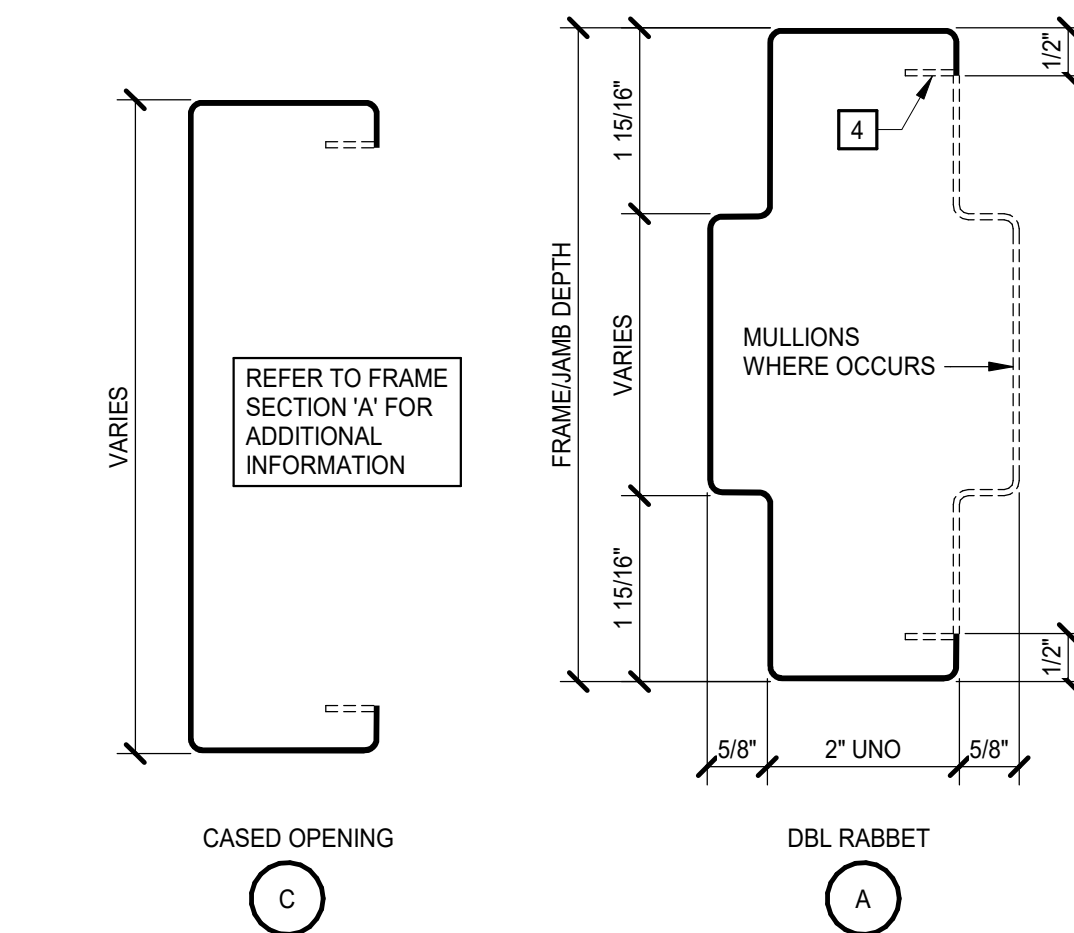 VARIES
REFER TO FRAME
SECTION 'A' FOR
ADDITIONAL
INFORMATION
CASED OPENING
C
FRAME/JAMB DEPTH
1 15/16"
VARIES
1 15/16"
1/2"
4
MULLIONS
WHERE OCCURS
1/2"
5/8"
2" UNO
5/8"
DBL RABBET
A